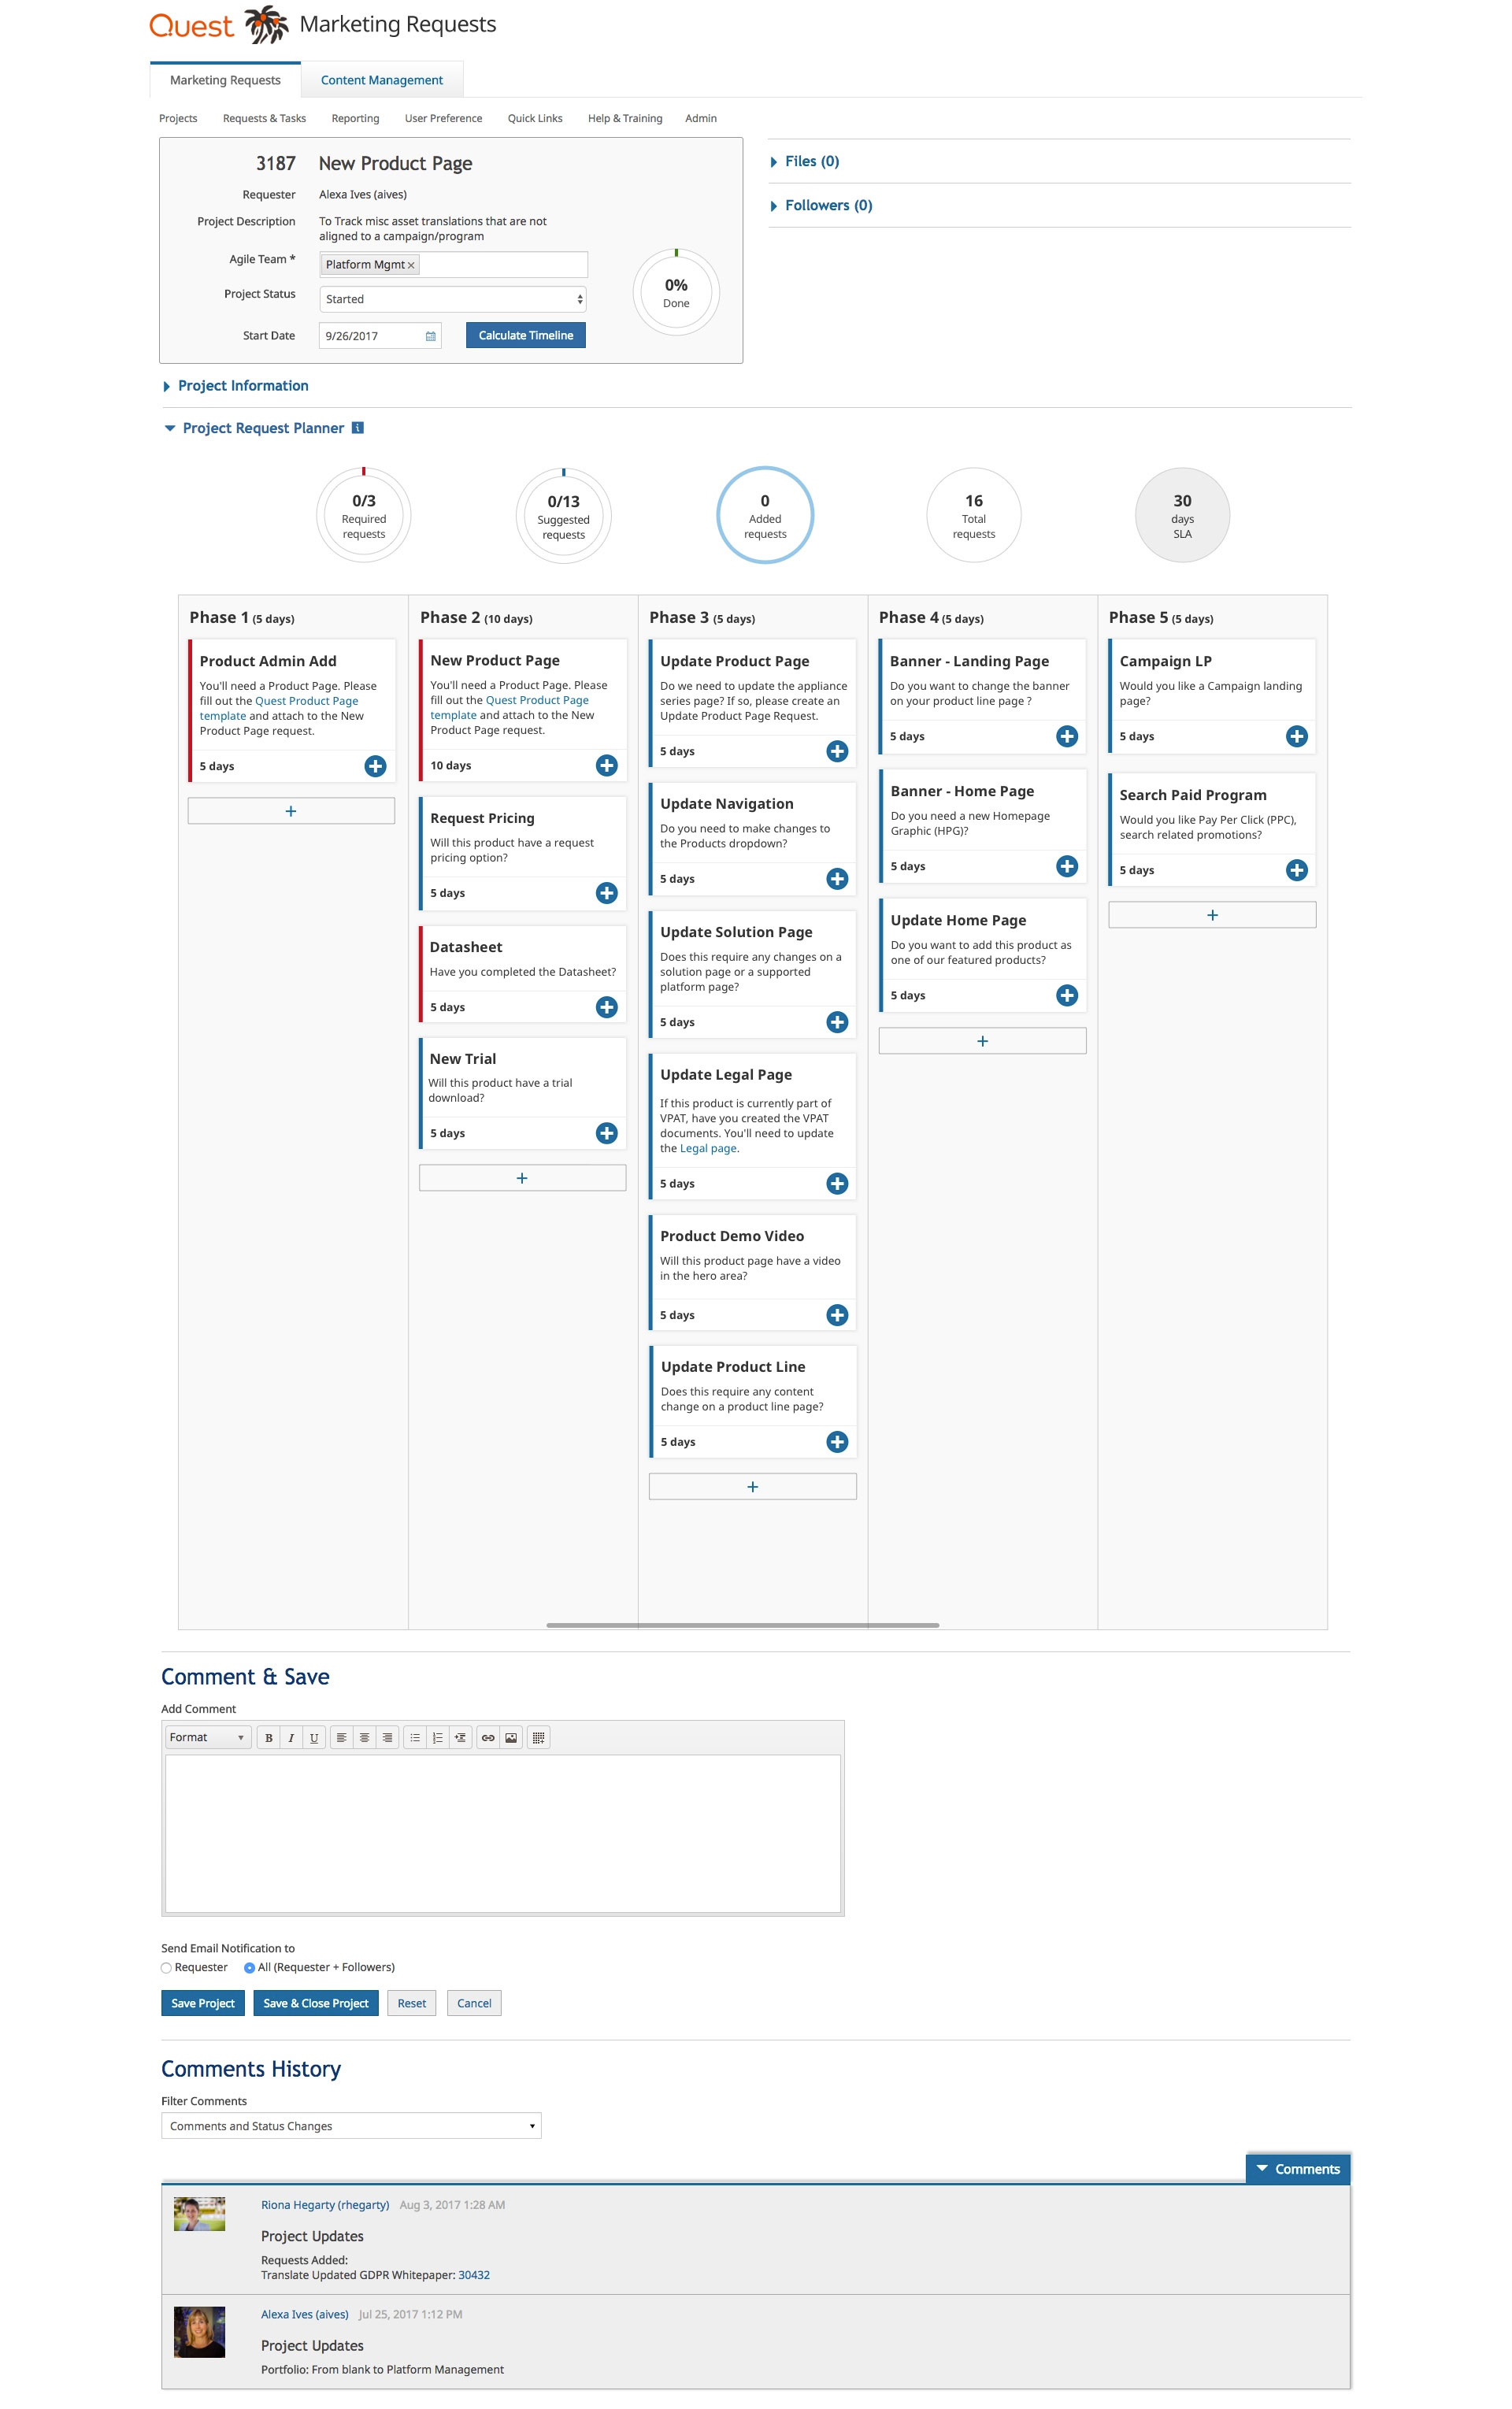 Quest Marketing Requests
Marketing Requests Content Management
Projects Requests & Tasks Reporting User Preference Quick Links Help & Training Admin
3187 New Product Page
Requester Alexa Ives (aives)
Project Description To Track misc asset translations that are not
aligned to a campaign/program
Agile Team * Platform Mgmt ×
Project Status Started
Start Date 9/26/2017 Calculate Timeline
0%
Done
Files (0)
Followers (0)
Project Information
Project Request Planner i
0/3
Required
requests
0/13
Suggested
requests
0
Added
requests
16
Total
requests
30
days
SLA
Phase 1 (5 days)
Product Admin Add
You'll need a Product Page. Please
fill out the Quest Product Page
template and attach to the New
Product Page request.
5 days
+
Phase 2 (10 days)
New Product Page
You'll need a Product Page. Please
fill out the Quest Product Page
template and attach to the New
Product Page request.
10 days
Request Pricing
Will this product have a request
pricing option?
5 days
Datasheet
Have you completed the Datasheet?
5 days
New Trial
Will this product have a trial
download?
5 days
+
Phase 3 (5 days)
Update Product Page
Do we need to update the appliance
series page? If so, please create an
Update Product Page Request.
5 days
Update Navigation
Do you need to make changes to
the Products dropdown?
5 days
Update Solution Page
Does this require any changes on a
solution page or a supported
platform page?
5 days
Update Legal Page
If this product is currently part of
VPAT, have you created the VPAT
documents. You'll need to update
the Legal page.
5 days
Product Demo Video
Will this product page have a video
in the hero area?
5 days
Update Product Line
Does this require any content
change on a product line page?
5 days
+
Phase 4 (5 days)
Banner - Landing Page
Do you want to change the banner
on your product line page ?
5 days
Banner - Home Page
Do you need a new Homepage
Graphic (HPG)?
5 days
Update Home Page
Do you want to add this product as
one of our featured products?
5 days
+
Phase 5 (5 days)
Campaign LP
Would you like a Campaign landing
page?
5 days
Search Paid Program
Would you like Pay Per Click (PPC),
search related promotions?
5 days
+
Comment & Save
Add Comment
Format B I U
Send Email Notification to
Requester All (Requester + Followers)
Save Project Save & Close Project Reset Cancel
Comments History
Filter Comments
Comments and Status Changes
Comments
Riona Hegarty (rhegarty) Aug 3, 2017 1:28 AM
Project Updates
Requests Added:
Translate Updated GDPR Whitepaper: 30432
Alexa Ives (aives) Jul 25, 2017 1:12 PM
Project Updates
Portfolio: From blank to Platform Management